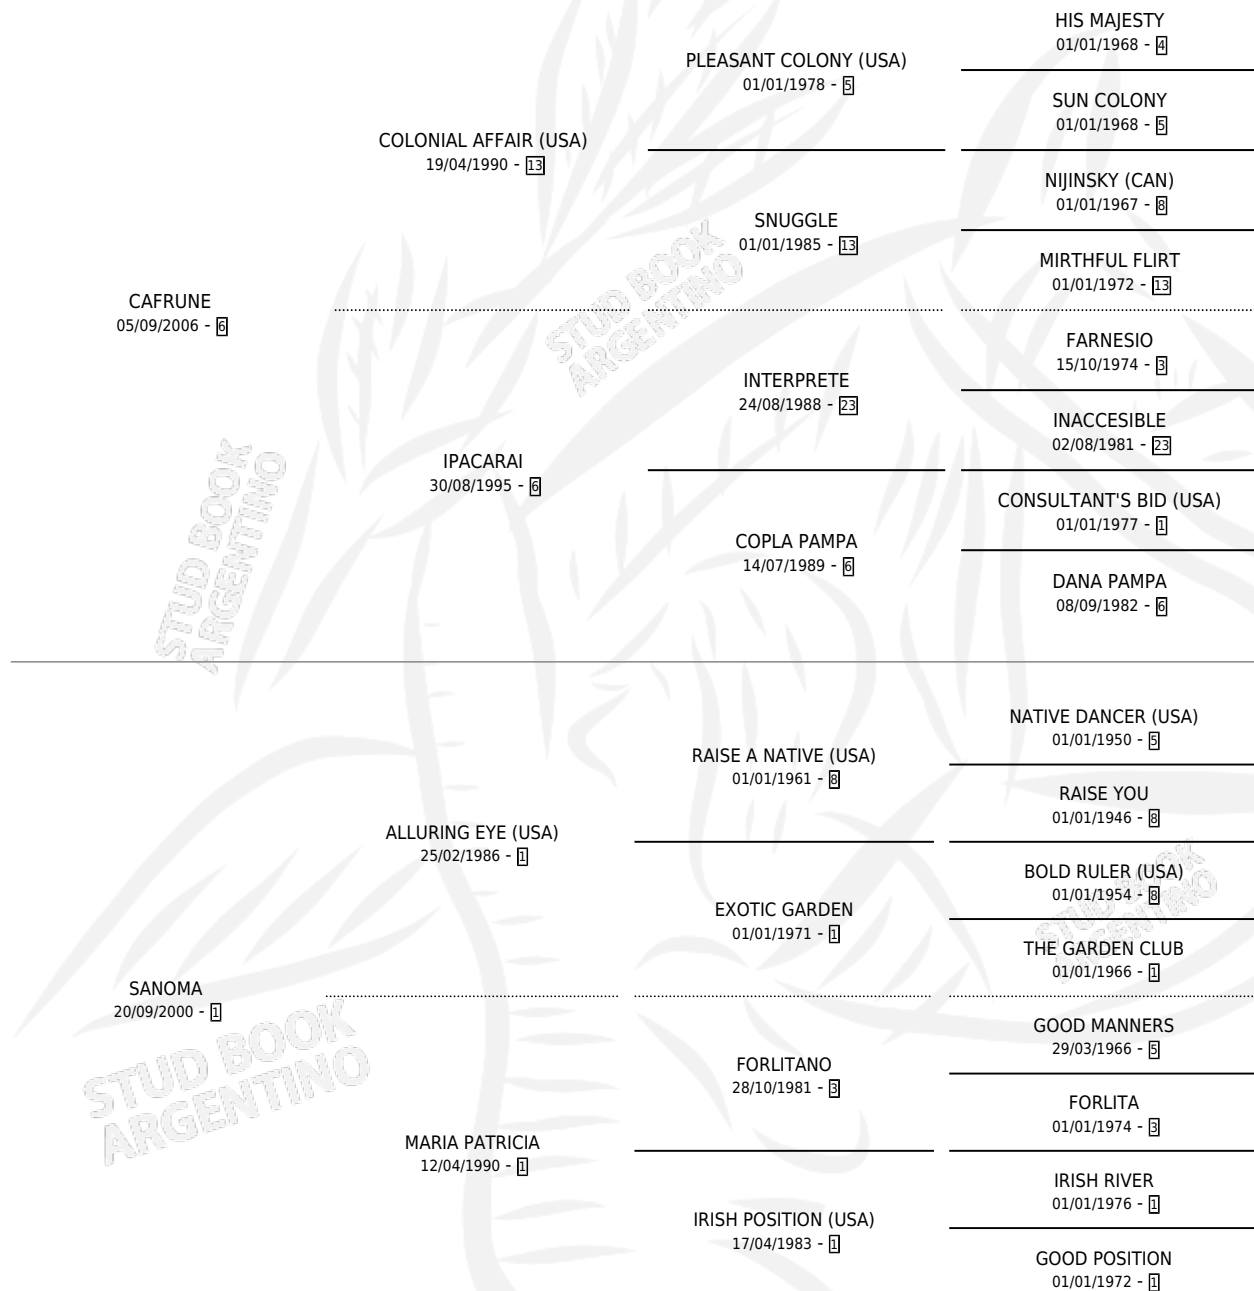 HIS MAJESTY
01/01/1968 - 4
PLEASANT COLONY (USA)
01/01/1978 - 5
SUN COLONY
01/01/1968 - 5
COLONIAL AFFAIR (USA)
19/04/1990 - 13
NIJINSKY (CAN)
01/01/1967 - 8
SNUGGLE
01/01/1985 - 13
MIRTHFUL FLIRT
01/01/1972 - 13
CAFRUNE
05/09/2006 - 6
STUD BOOK
ARGENTINO
FARNESIO
15/10/1974 - 3
INTERPRETE
24/08/1988 - 23
INACCESIBLE
02/08/1981 - 23
IPACARAI
30/08/1995 - 6
CONSULTANT'S BID (USA)
01/01/1977 - 1
COPLA PAMPA
14/07/1989 - 6
DANA PAMPA
08/09/1982 - 6
STUD BOOK
ARGENTINO
NATIVE DANCER (USA)
01/01/1950 - 5
RAISE A NATIVE (USA)
01/01/1961 - 8
RAISE YOU
01/01/1946 - 8
ALLURING EYE (USA)
25/02/1986 - 1
BOLD RULER (USA)
01/01/1954 - 8
EXOTIC GARDEN
01/01/1971 - 1
STUD BOOK
ARGENTINO
THE GARDEN CLUB
01/01/1966 - 1
SANOMA
20/09/2000 - 1
STUD BOOK
ARGENTINO
GOOD MANNERS
29/03/1966 - 5
FORLITANO
28/10/1981 - 3
FORLITA
01/01/1974 - 3
MARIA PATRICIA
12/04/1990 - 1
IRISH RIVER
01/01/1976 - 1
IRISH POSITION (USA)
17/04/1983 - 1
GOOD POSITION
01/01/1972 - 1